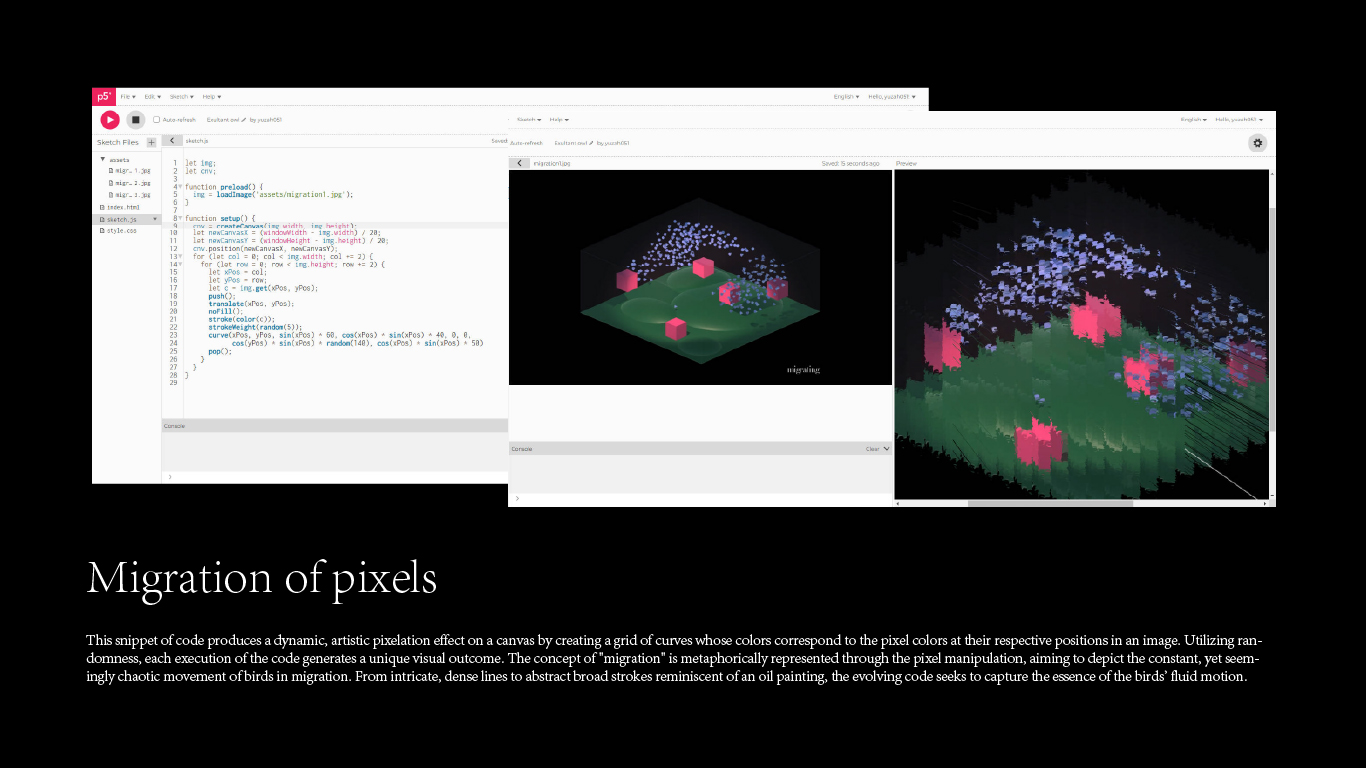 p5* File Edit Sketch Help English Hello, yuzah051
Auto-refresh Exultant owl by yuzah051
Sketch Files sketch.js Saved:
assets
migr... 1.jpg
migr... 2.jpg
migr... 3.jpg
index.html
sketch.js
style.css
1 let img;
2 let cnv;
3
4 function preload() {
5 img = loadImage('assets/migration1.jpg');
6 }
7
8 function setup() {
9 cnv = createCanvas(img.width, img.height);
10 let newCanvasX = (windowWidth - img.width) / 20;
11 let newCanvasY = (windowHeight - img.height) / 20;
12 cnv.position(newCanvasX, newCanvasY);
13 for (let col = 0; col < img.width; col += 2) {
14 for (let row = 0; row < img.height; row += 2) {
15 let xPos = col;
16 let yPos = row;
17 let c = img.get(xPos, yPos);
18 push();
19 translate(xPos, yPos);
20 noFill();
21 stroke(color(c));
22 strokeWeight(random(5));
23 curve(xPos, yPos, sin(xPos) * 60, cos(xPos) * sin(xPos) * 40, 0, 0,
24 cos(yPos) * sin(xPos) * random(140), cos(xPos) * sin(xPos) * 50)
25 pop();
26 }
27 }
28 }
29
Console
>
Sketch Help English Hello, yuzah051
Auto-refresh Exultant owl by yuzah051
migration1.jpg Saved: 15 seconds ago Preview
migrating
Console Clear
>
Migration of pixels
This snippet of code produces a dynamic, artistic pixelation effect on a canvas by creating a grid of curves whose colors correspond to the pixel colors at their respective positions in an image. Utilizing ran-
domness, each execution of the code generates a unique visual outcome. The concept of "migration" is metaphorically represented through the pixel manipulation, aiming to depict the constant, yet seem-
ingly chaotic movement of birds in migration. From intricate, dense lines to abstract broad strokes reminiscent of an oil painting, the evolving code seeks to capture the essence of the birds’ fluid motion.